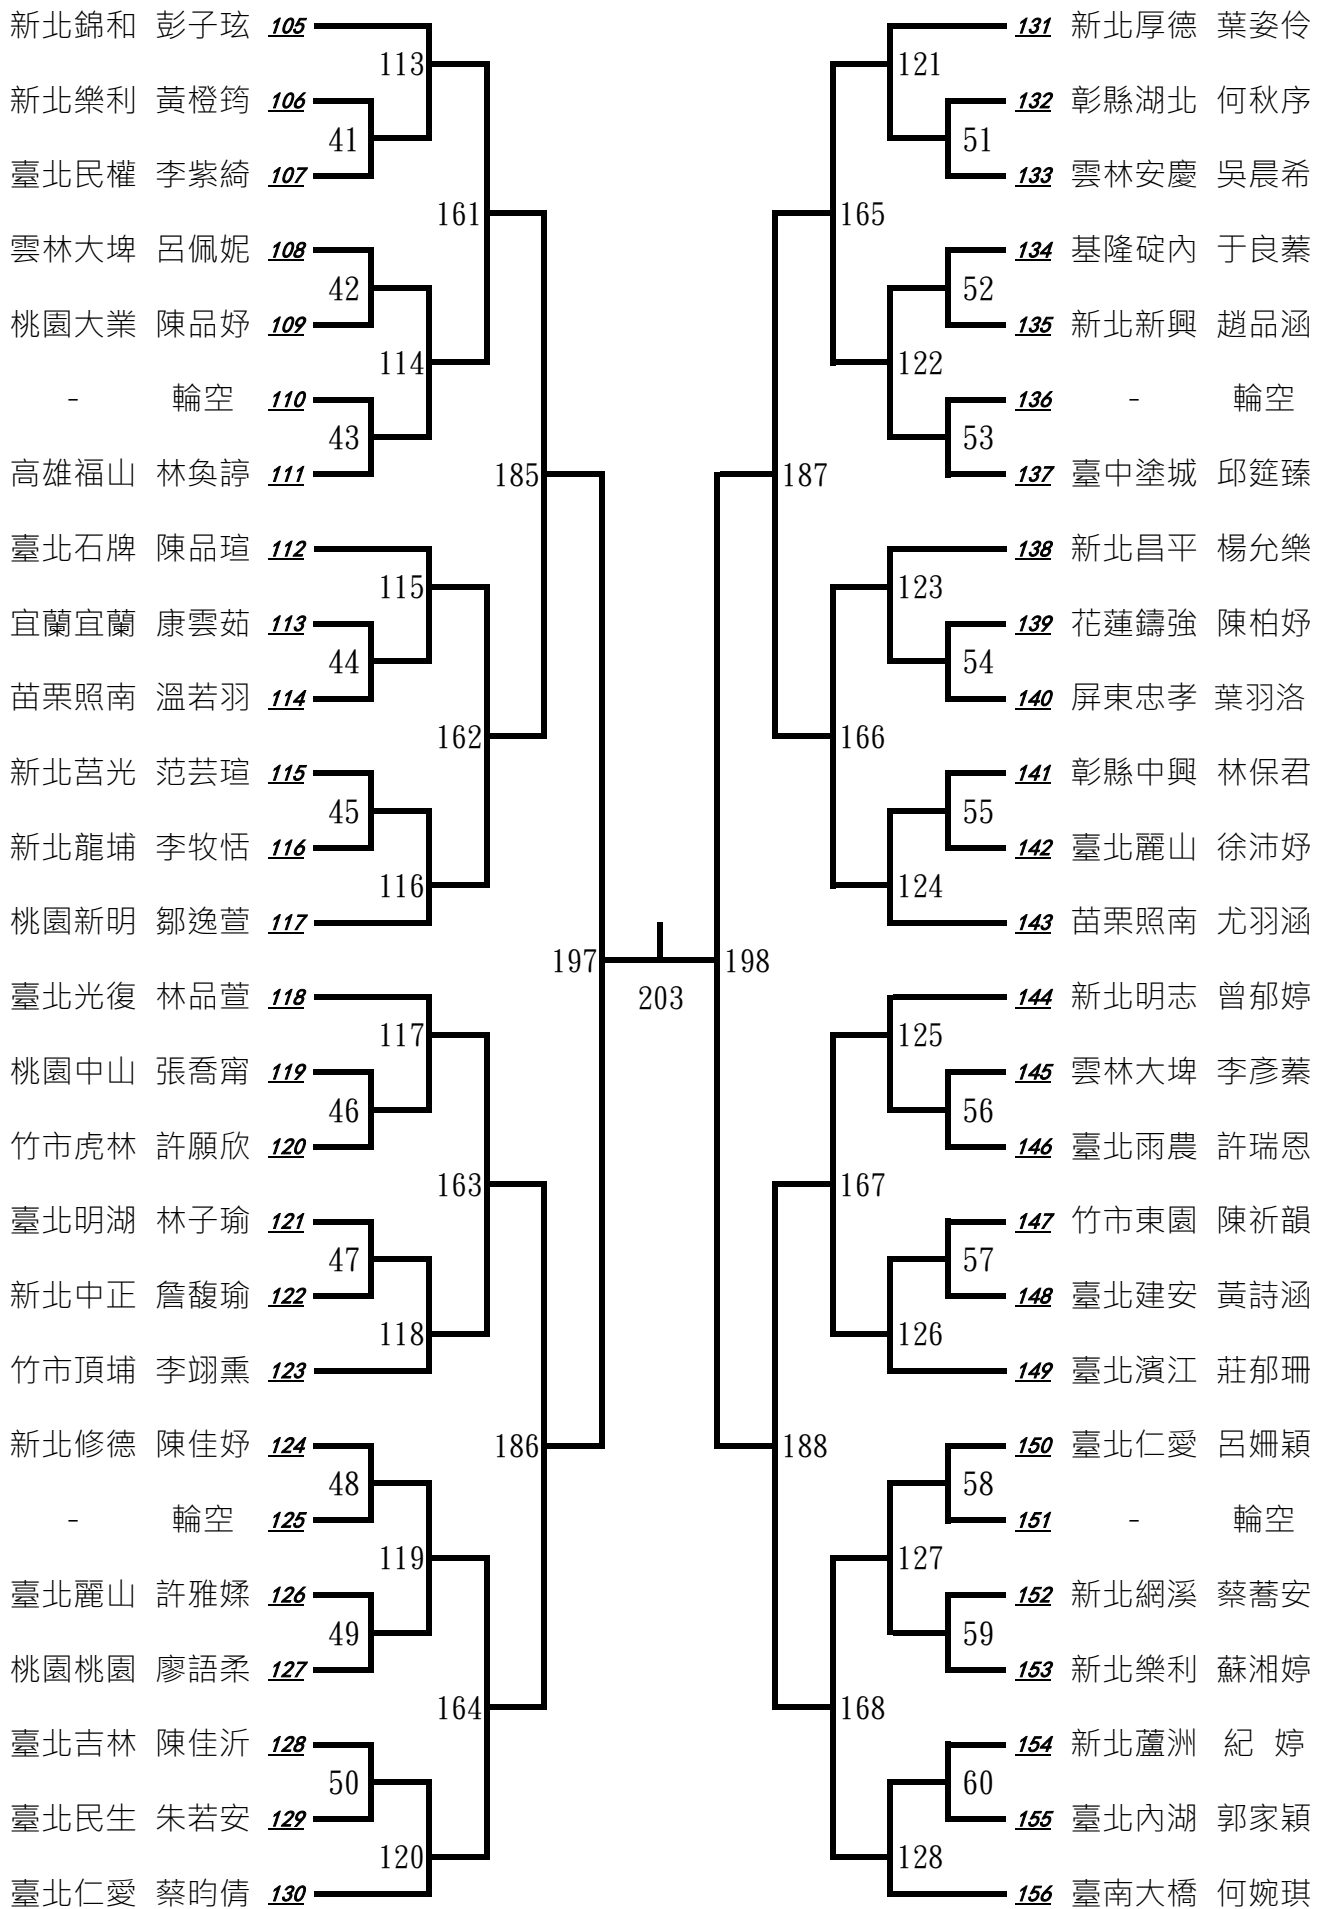 新北錦和 彭子玹 105
113
新北樂利 黃橙筠 106
41
臺北民權 李紫綺 107
161
雲林大埤 呂佩妮 108
42
桃園大業 陳品妤 109
114
- 輪空 110
43
高雄福山 林奐諄 111
185
臺北石牌 陳品瑄 112
115
宜蘭宜蘭 康雲茹 113
44
苗栗照南 溫若羽 114
162
新北莒光 范芸瑄 115
45
新北龍埔 李牧恬 116
116
桃園新明 鄒逸萱 117
197
臺北光復 林品萱 118
117
桃園中山 張喬甯 119
46
竹市虎林 許願欣 120
163
臺北明湖 林子瑜 121
47
新北中正 詹馥瑜 122
118
竹市頂埔 李翊熏 123
186
新北修德 陳佳妤 124
48
- 輪空 125
119
臺北麗山 許雅媃 126
49
桃園桃園 廖語柔 127
164
臺北吉林 陳佳沂 128
50
臺北民生 朱若安 129
120
臺北仁愛 蔡昀倩 130
203
131 新北厚德 葉姿伶
121
132 彰縣湖北 何秋序
51
133 雲林安慶 吳晨希
165
134 基隆碇內 于良蓁
52
135 新北新興 趙品涵
122
136 - 輪空
53
137 臺中塗城 邱筵臻
187
138 新北昌平 楊允樂
123
139 花蓮鑄強 陳柏妤
54
140 屏東忠孝 葉羽洛
166
141 彰縣中興 林保君
55
142 臺北麗山 徐沛妤
124
143 苗栗照南 尤羽涵
198
144 新北明志 曾郁婷
125
145 雲林大埤 李彥蓁
56
146 臺北雨農 許瑞恩
167
147 竹市東園 陳祈韻
57
148 臺北建安 黃詩涵
126
149 臺北濱江 莊郁珊
188
150 臺北仁愛 呂姍穎
58
151 - 輪空
127
152 新北網溪 蔡蕎安
59
153 新北樂利 蘇湘婷
168
154 新北蘆洲 紀 婷
60
155 臺北內湖 郭家穎
128
156 臺南大橋 何婉琪